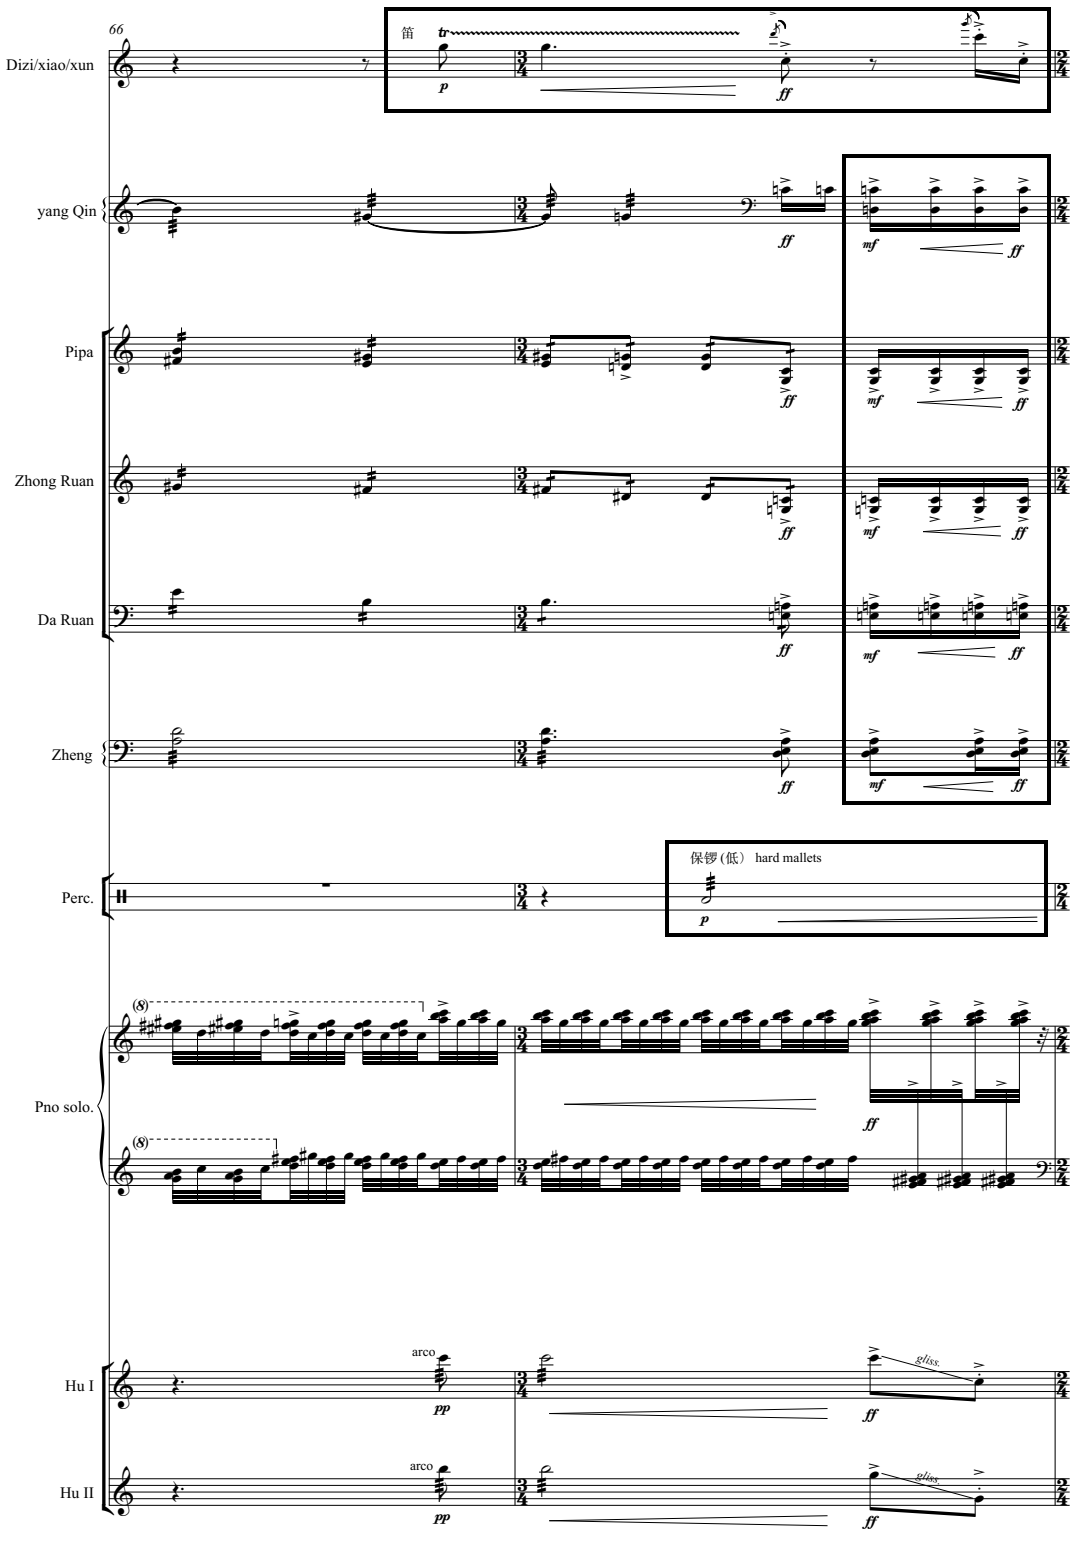 66
笛 tr
Dizi/xiao/xun
p ff
yang Qin
ff mf ff
Pipa
ff mf ff
Zhong Ruan
ff mf ff
Da Ruan
ff mf ff
Zheng
ff mf ff
保锣 (低） hard mallets
Perc.
p
(8)
Pno solo.
ff
(8)
arco gliss.
Hu I
pp ff
arco gliss.
Hu II
pp ff